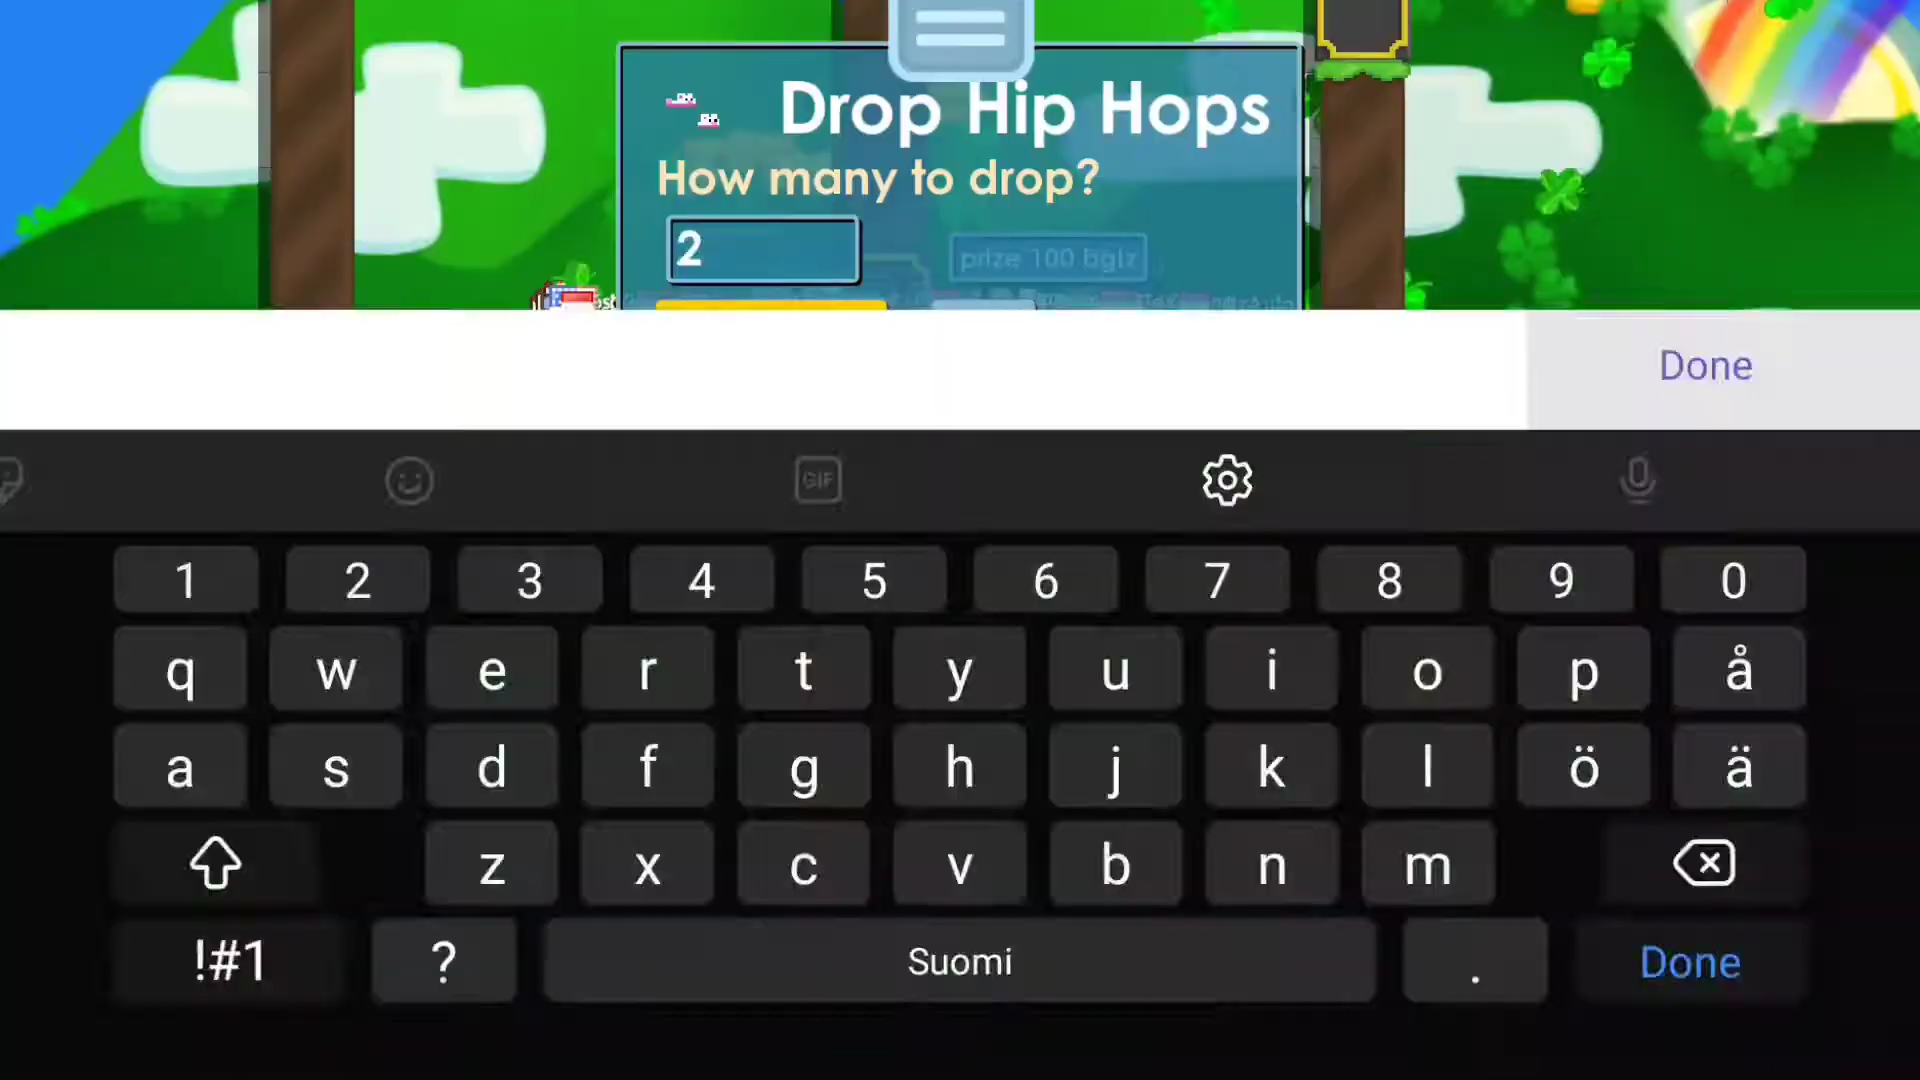 Drop Hip Hops
How many to drop?
2
prize 100 bglz
Done
GIF
1 2 3 4 5 6 7 8 9 0
q w e r t y u i o p å
a s d f g h j k l ö ä
z x c v b n m
!#1 ? Suomi . Done